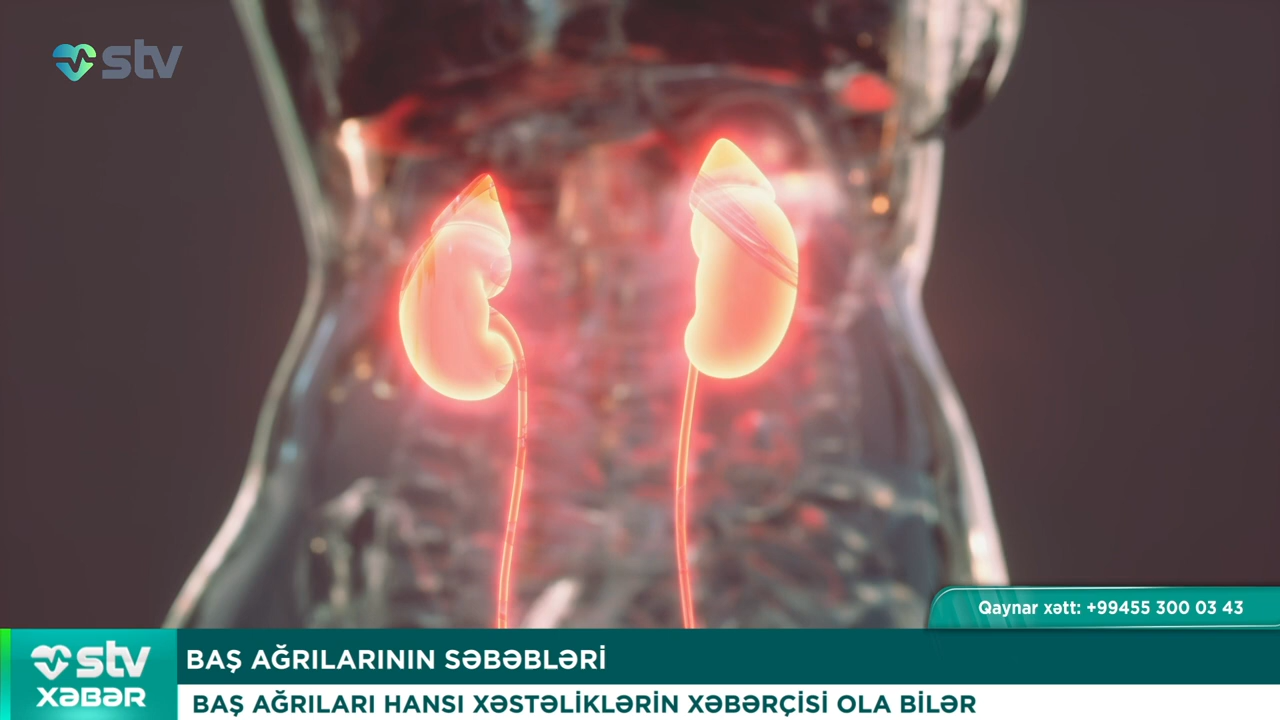 stv
Qaynar xətt: +99455 300 03 43
stv
XƏBƏR
BAŞ AĞRILARININ SƏBƏBLƏRİ
BAŞ AĞRILARI HANSI XƏSTƏLİKLƏRİN XƏBƏRÇİSİ OLA BİLƏR